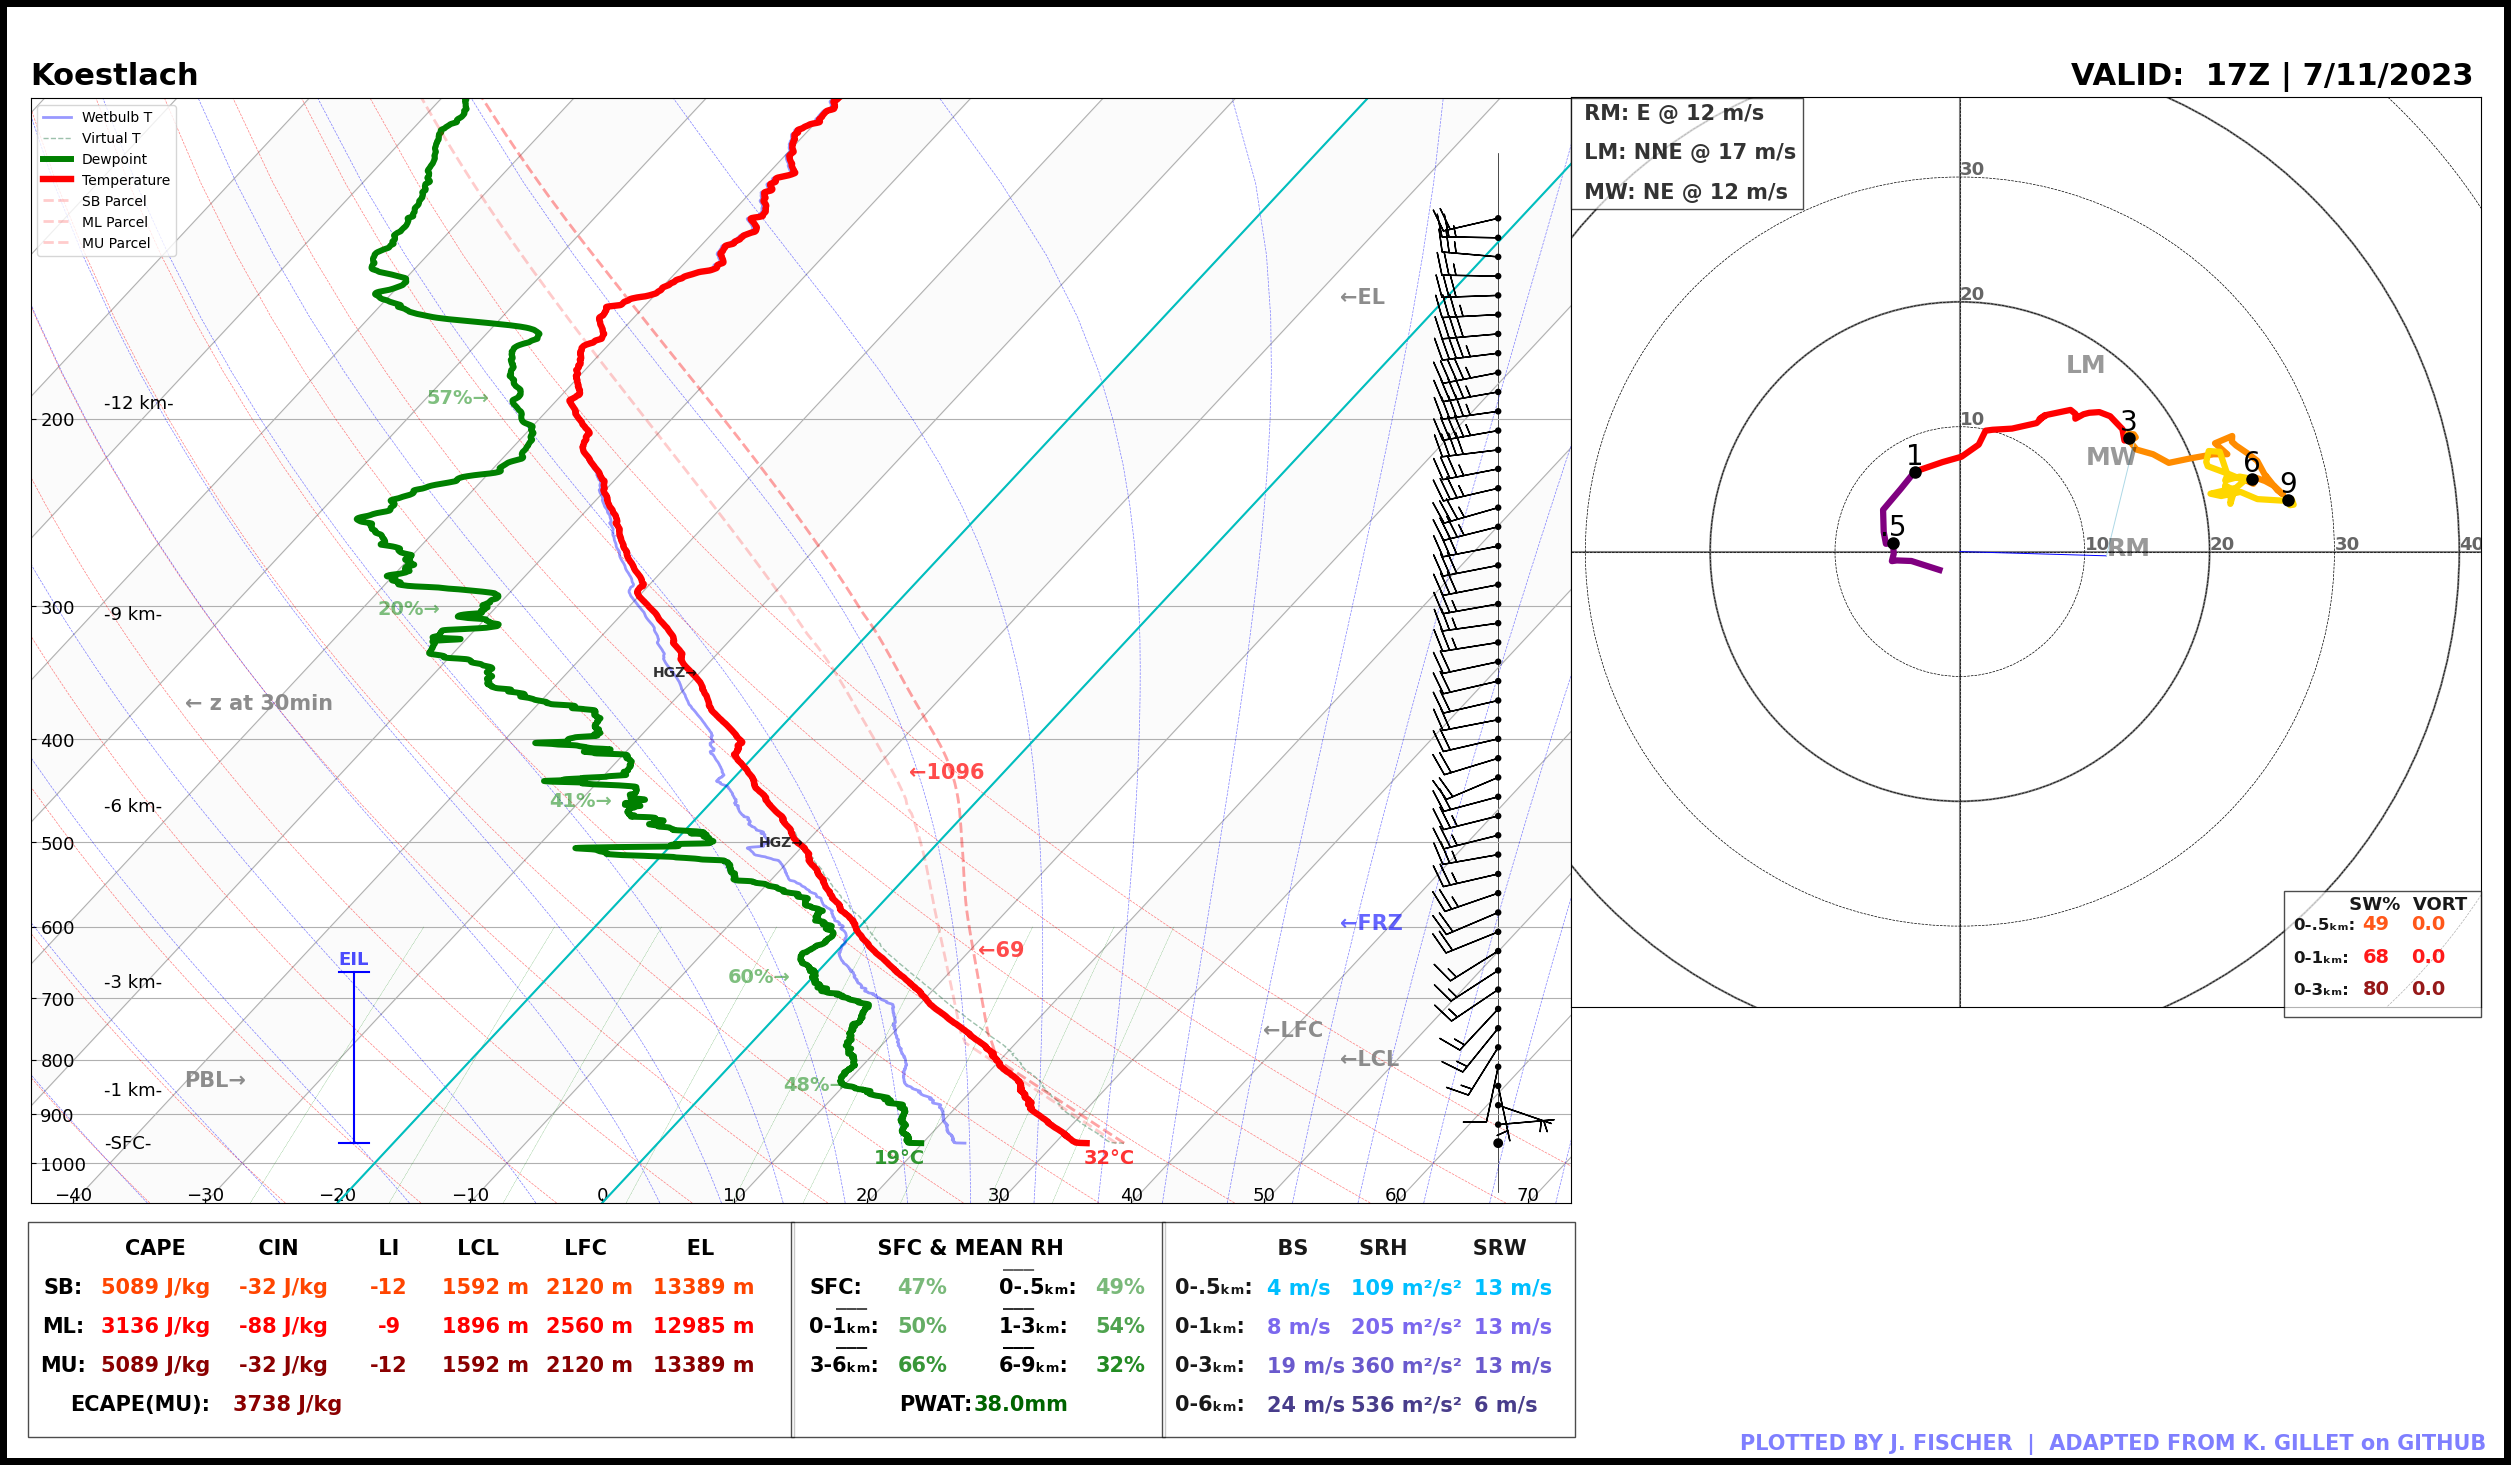 Koestlach
VALID:  17Z | 7/11/2023
Wetbulb T
Virtual T
Dewpoint
Temperature
SB Parcel
ML Parcel
MU Parcel
RM: E @ 12 m/s
LM: NNE @ 17 m/s
MW: NE @ 12 m/s
30
20
10
10
20
30
40
LM
MW
RM
.5
1
3
6
9
←EL
57%→
-12 km-
200
20%→
300
-9 km-
HGZ→
← z at 30min
400
←1096
41%→
-6 km-
500
HGZ→
←FRZ
600
←69
EIL
60%→
-3 km-
700
←LFC
800
←LCL
PBL→
48%→
-1 km-
900
-SFC-
19°C
32°C
1000
−40 −30 −20 −10 0 10 20 30 40 50 60 70
SW% VORT
0-.5ₖₘ: 49 0.0
0-1ₖₘ: 68 0.0
0-3ₖₘ: 80 0.0
CAPE CIN LI LCL LFC EL
SB: 5089 J/kg -32 J/kg -12 1592 m 2120 m 13389 m
ML: 3136 J/kg -88 J/kg -9 1896 m 2560 m 12985 m
MU: 5089 J/kg -32 J/kg -12 1592 m 2120 m 13389 m
ECAPE(MU): 3738 J/kg
SFC & MEAN RH
SFC: 47% 0-.5ₖₘ: 49%
0-1ₖₘ: 50% 1-3ₖₘ: 54%
3-6ₖₘ: 66% 6-9ₖₘ: 32%
PWAT: 38.0mm
BS SRH SRW
0-.5ₖₘ: 4 m/s 109 m²/s² 13 m/s
0-1ₖₘ: 8 m/s 205 m²/s² 13 m/s
0-3ₖₘ: 19 m/s 360 m²/s² 13 m/s
0-6ₖₘ: 24 m/s 536 m²/s² 6 m/s
PLOTTED BY J. FISCHER  |  ADAPTED FROM K. GILLET on GITHUB